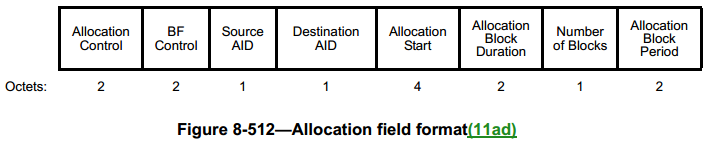 Allocation Control
BF Control
Source AID
Destination AID
Allocation Start
Allocation Block Duration
Number of Blocks
Allocation Block Period
Octets: 2 2 1 1 4 2 1 2
Figure 8-512—Allocation field format(11ad)